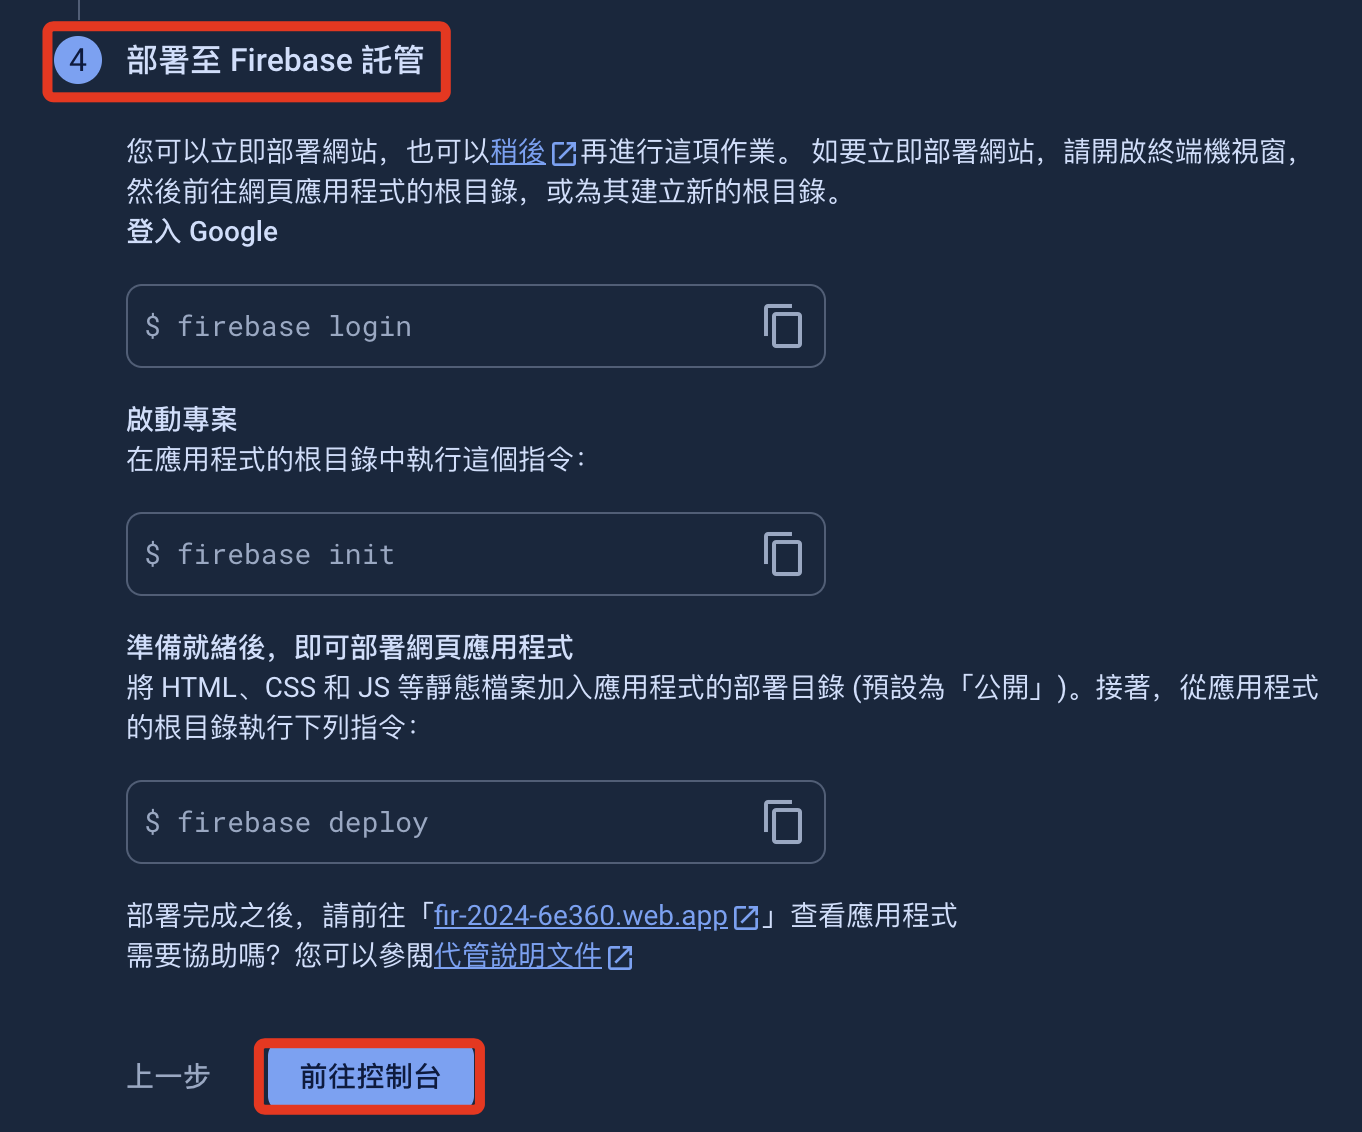 4 部署至 Firebase 託管
您可以立即部署網站，也可以稍後再進行這項作業。 如要立即部署網站，請開啟終端機視窗，
然後前往網頁應用程式的根目錄，或為其建立新的根目錄。
登入 Google
$ firebase login
啟動專案
在應用程式的根目錄中執行這個指令：
$ firebase init
準備就緒後，即可部署網頁應用程式
將 HTML、CSS 和 JS 等靜態檔案加入應用程式的部署目錄 (預設為「公開」)。接著，從應用程式
的根目錄執行下列指令：
$ firebase deploy
部署完成之後，請前往「fir-2024-6e360.web.app」查看應用程式
需要協助嗎？您可以參閱代管說明文件
上一步
前往控制台